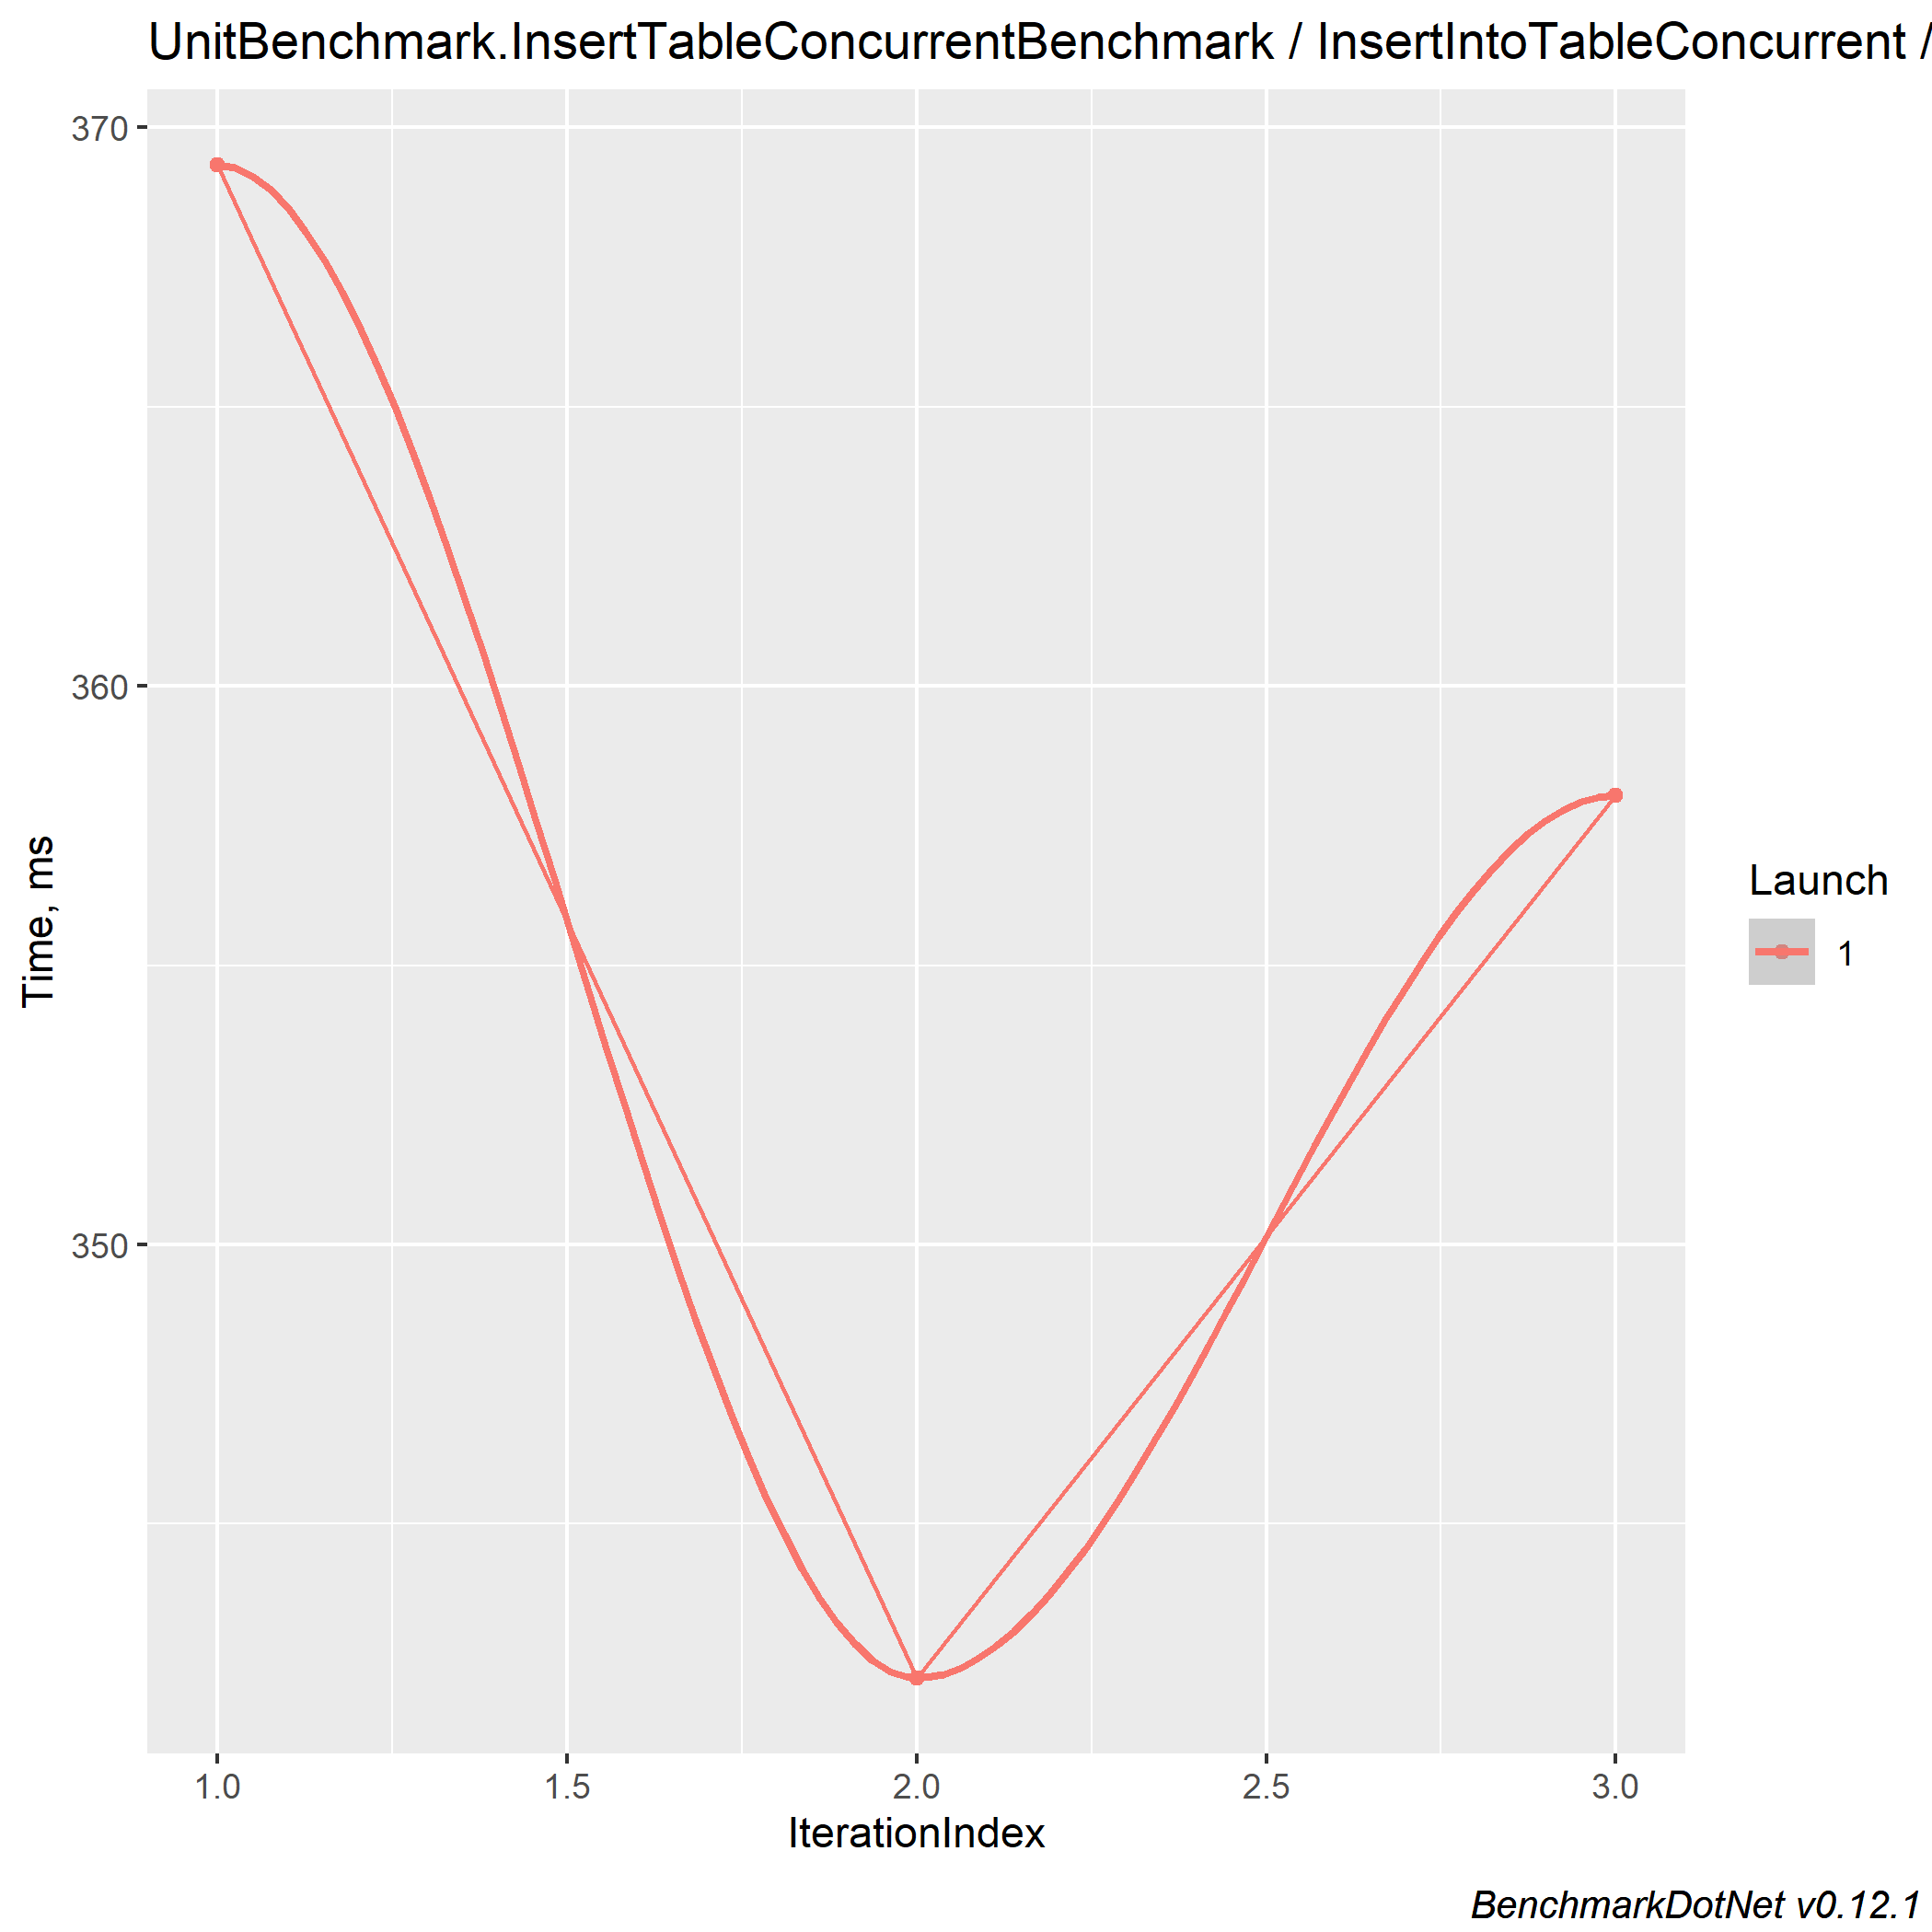 UnitBenchmark.InsertTableConcurrentBenchmark / InsertIntoTableConcurrent /
370
360
350
Time, ms
1.0 1.5 2.0 2.5 3.0
IterationIndex
Launch
1
BenchmarkDotNet v0.12.1